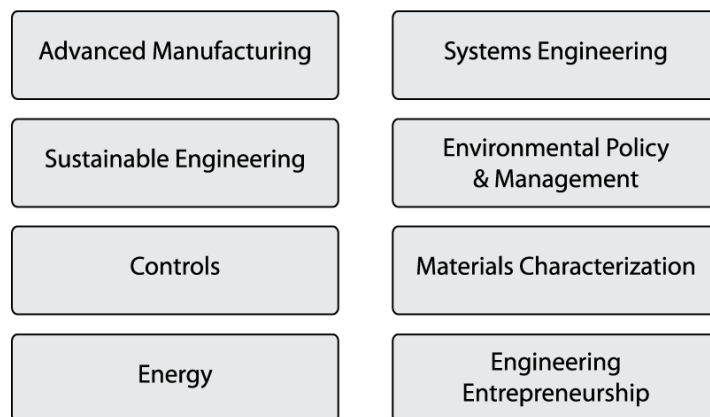 Advanced Manufacturing
Systems Engineering
Sustainable Engineering
Environmental Policy
& Management
Controls
Materials Characterization
Energy
Engineering
Entrepreneurship